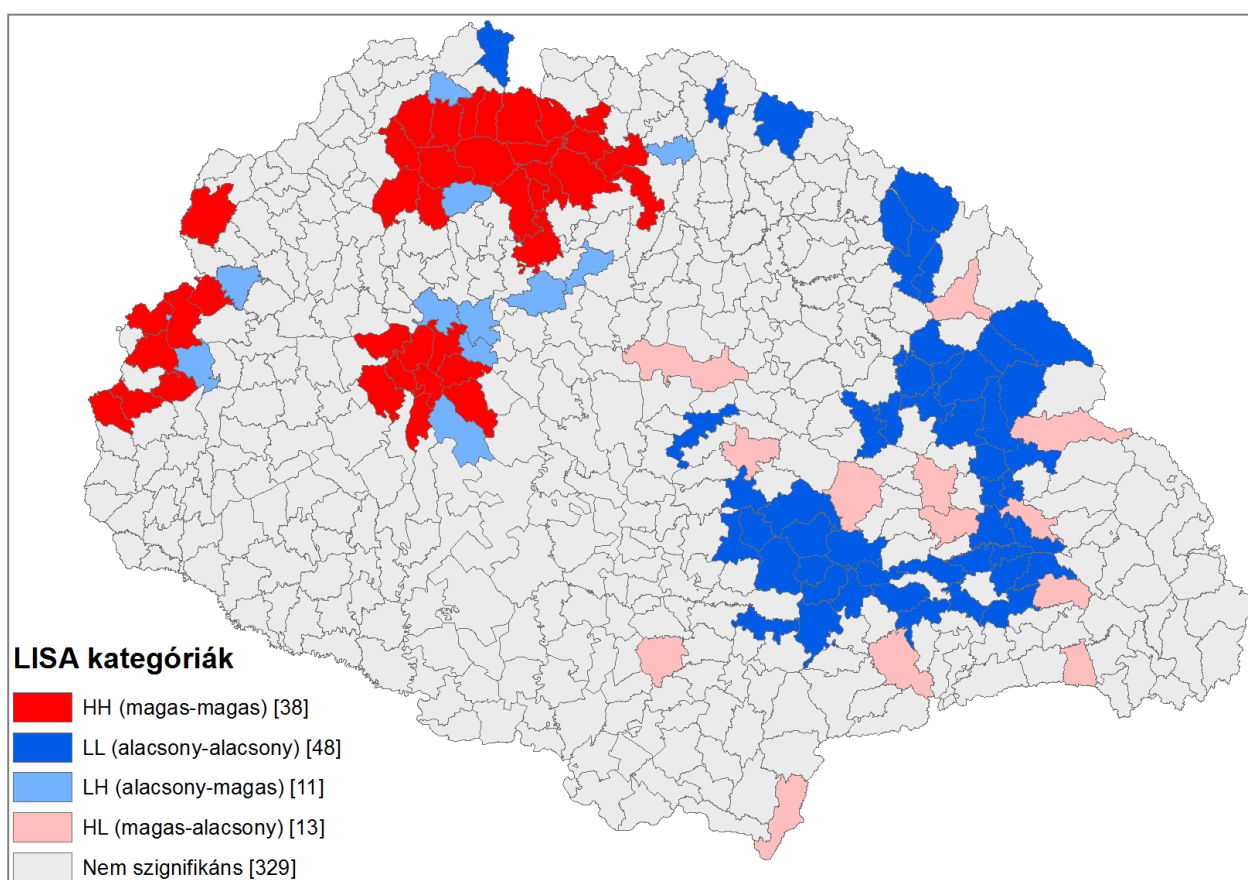 LISA kategóriák
HH (magas-magas) [38]
LL (alacsony-alacsony) [48]
LH (alacsony-magas) [11]
HL (magas-alacsony) [13]
Nem szignifikáns [329]